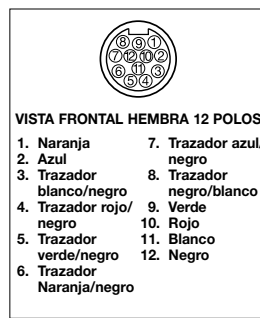 8 9 1
7 12 10 2
6 11 3
5 4
VISTA FRONTAL HEMBRA 12 POLOS
1. Naranja
2. Azul
3. Trazador
blanco/negro
4. Trazador rojo/
negro
5. Trazador
verde/negro
6. Trazador
Naranja/negro
7. Trazador azul/
negro
8. Trazador
negro/blanco
9. Verde
10. Rojo
11. Blanco
12. Negro